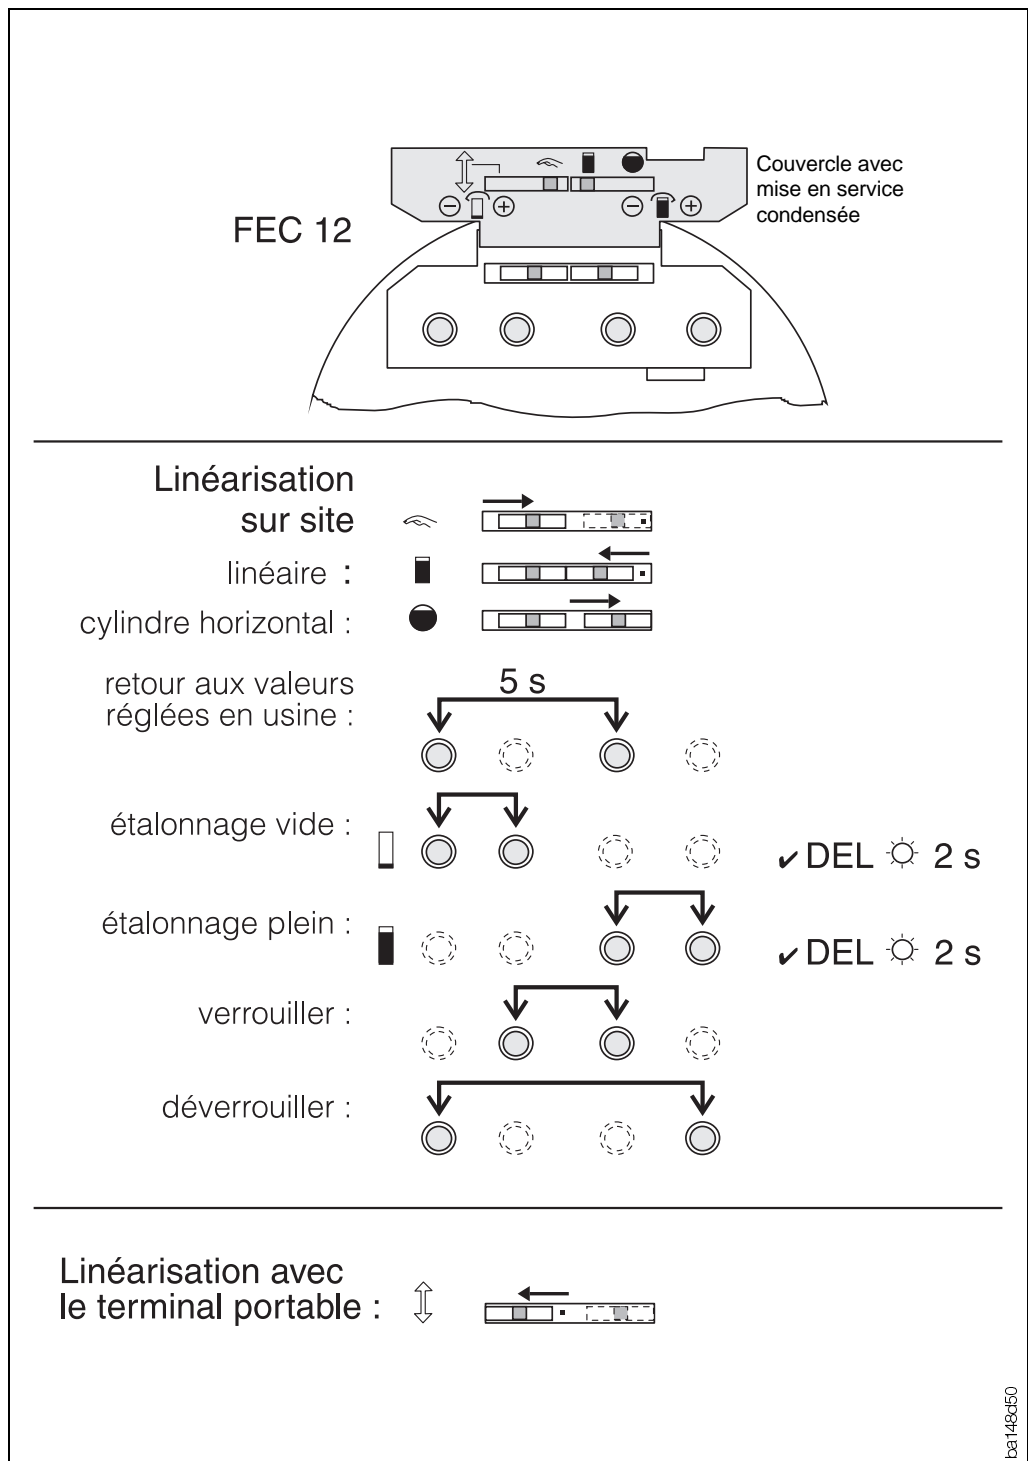 Couvercle avec
mise en service
condensée
FEC 12
Linéarisation
sur site
linéaire :
cylindre horizontal :
retour aux valeurs
réglées en usine :
5 s
étalonnage vide :
✔ DEL 2 s
étalonnage plein :
✔ DEL 2 s
verrouiller :
déverrouiller :
Linéarisation avec
le terminal portable :
ba148d50